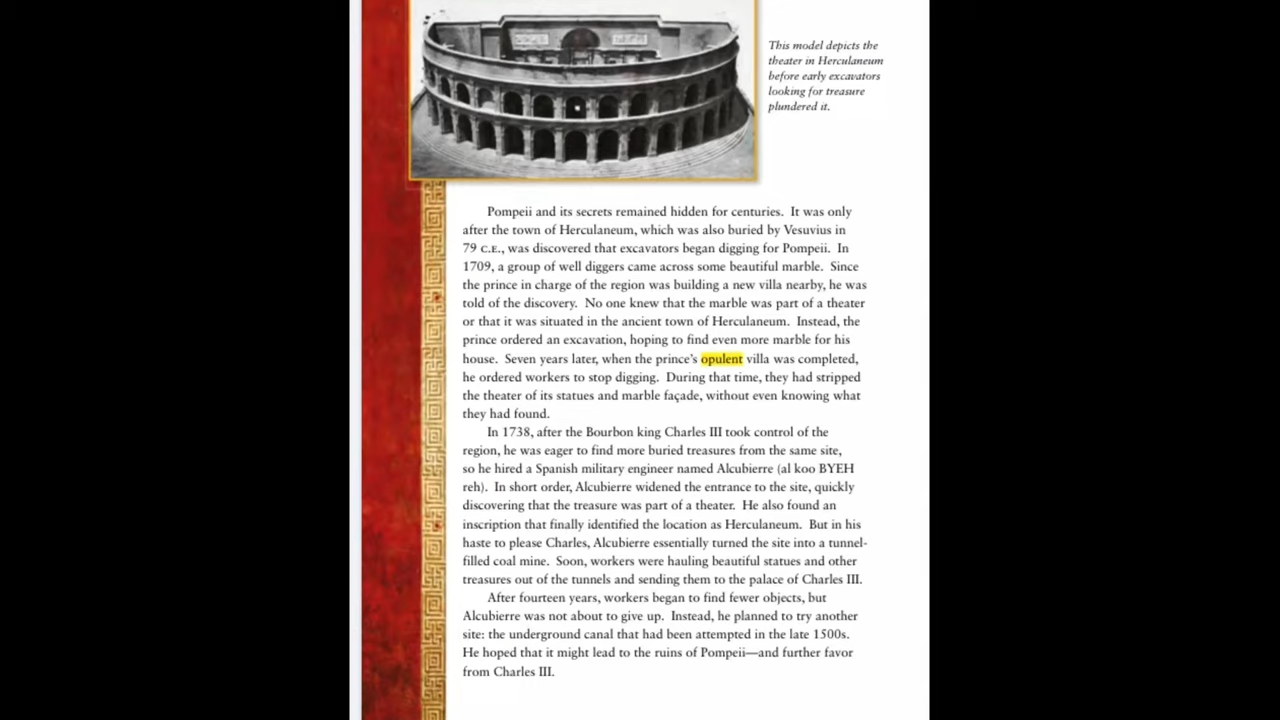 This model depicts the
theater in Herculaneum
before early excavators
looking for treasure
plundered it.
Pompeii and its secrets remained hidden for centuries. It was only
after the town of Herculaneum, which was also buried by Vesuvius in
79 C.E., was discovered that excavators began digging for Pompeii. In
1709, a group of well diggers came across some beautiful marble. Since
the prince in charge of the region was building a new villa nearby, he was
told of the discovery. No one knew that the marble was part of a theater
or that it was situated in the ancient town of Herculaneum. Instead, the
prince ordered an excavation, hoping to find even more marble for his
house. Seven years later, when the prince's opulent villa was completed,
he ordered workers to stop digging. During that time, they had stripped
the theater of its statues and marble façade, without even knowing what
they had found.
In 1738, after the Bourbon king Charles III took control of the
region, he was eager to find more buried treasures from the same site,
so he hired a Spanish military engineer named Alcubierre (al koo BYEH
reh). In short order, Alcubierre widened the entrance to the site, quickly
discovering that the treasure was part of a theater. He also found an
inscription that finally identified the location as Herculaneum. But in his
haste to please Charles, Alcubierre essentially turned the site into a tunnel-
filled coal mine. Soon, workers were hauling beautiful statues and other
treasures out of the tunnels and sending them to the palace of Charles III.
After fourteen years, workers began to find fewer objects, but
Alcubierre was not about to give up. Instead, he planned to try another
site: the underground canal that had been attempted in the late 1500s.
He hoped that it might lead to the ruins of Pompeii—and further favor
from Charles III.